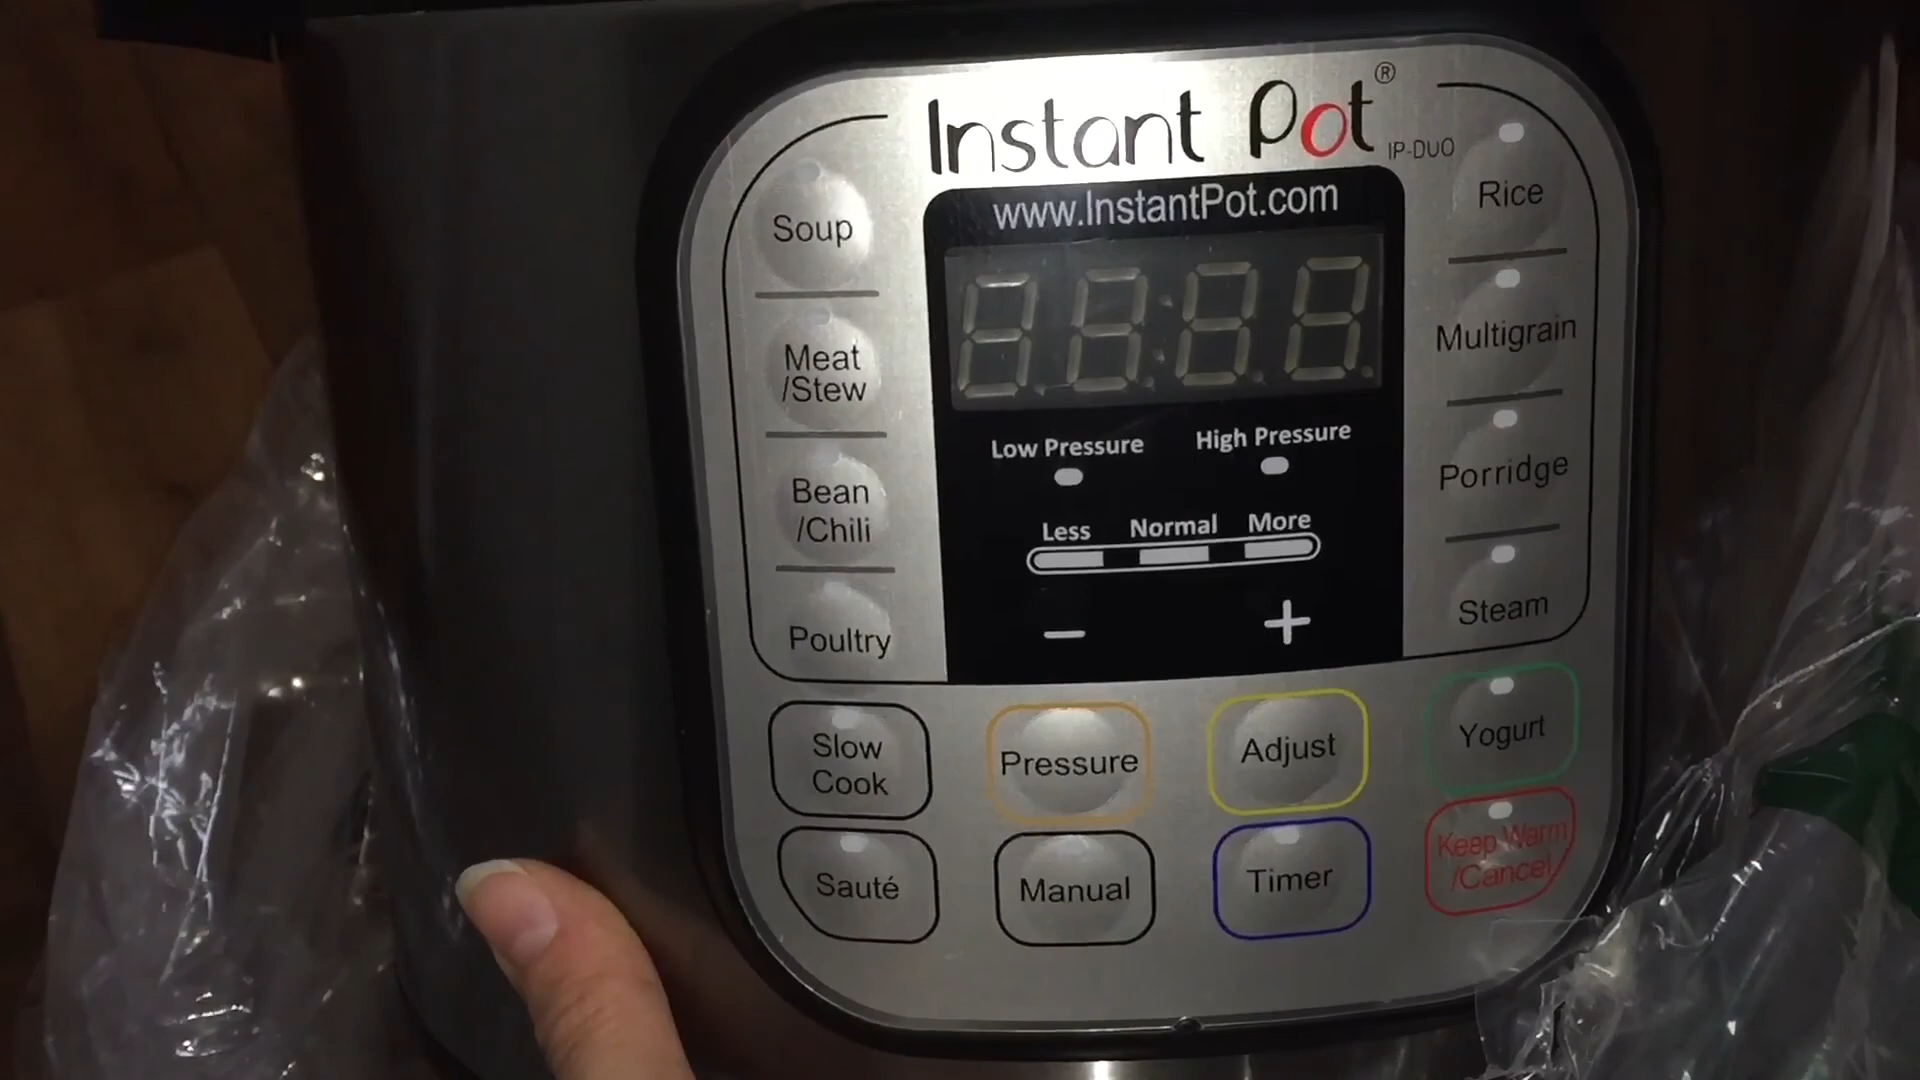 Instant Pot®
IP-DUO
www.InstantPot.com
Soup
Meat
/Stew
Bean
/Chili
Poultry
Low Pressure
High Pressure
Less Normal More
− +
Rice
Multigrain
Porridge
Steam
Slow
Cook
Pressure
Adjust
Yogurt
Sauté
Manual
Timer
Keep Warm
/Cancel